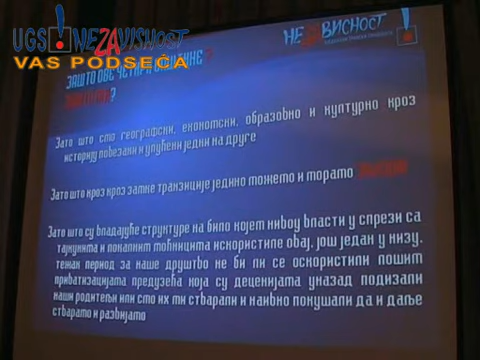 UGS NEZAVISNOST
VAS PODSEĆA
НЕЗАВИСНОСТ
ЗАШТО ОВЕ ЧЕТИРИ ?
Зато што сто географски, економски, образовно и културно кроз
историју повезани и упућени једни на друге
Зато што кроз кроз замке транзиције једино можемо и морамо
Зато што су владајуће структуре на било којем нивоу власти у спрези са
тајкунима и локалним моћницима искористиле овај, још један у низу,
тежак период за наше друштво не би ли се оскористили лошим
приватизацијама предузећа која су деценијама уназад подизали
наши родитељи или сто их ми стварали и наивно покушали да и даље
стварамо и развијамо